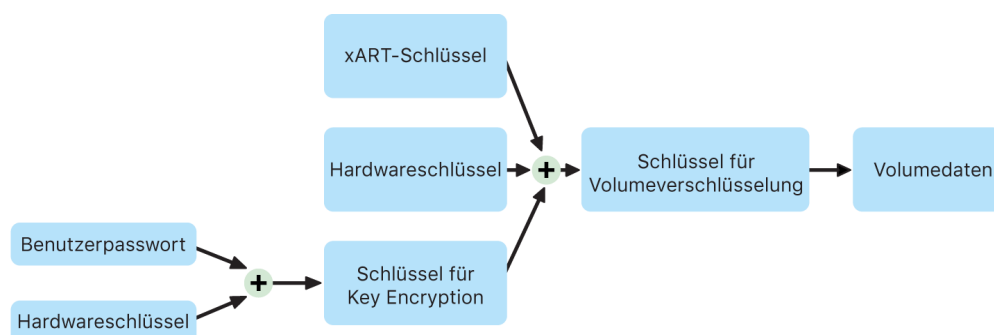 xART-Schlüssel
Hardwareschlüssel
+
Schlüssel für
Volumeverschlüsselung
Volumedaten
Benutzerpasswort
+
Schlüssel für
Key Encryption
Hardwareschlüssel